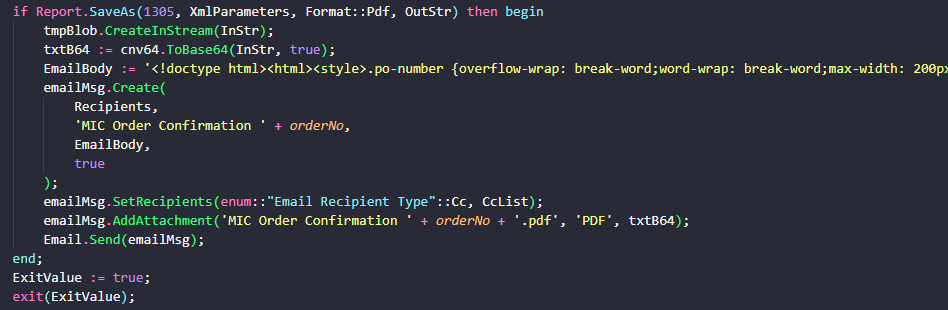 if Report.SaveAs(1305, XmlParameters, Format::Pdf, OutStr) then begin
tmpBlob.CreateInStream(InStr);
txtB64 := cnv64.ToBase64(InStr, true);
EmailBody := '<!doctype html><html><style>.po-number {overflow-wrap: break-word;word-wrap: break-word;max-width: 200px
emailMsg.Create(
Recipients,
'MIC Order Confirmation ' + orderNo,
EmailBody,
true
);
emailMsg.SetRecipients(enum::"Email Recipient Type"::Cc, CcList);
emailMsg.AddAttachment('MIC Order Confirmation ' + orderNo + '.pdf', 'PDF', txtB64);
Email.Send(emailMsg);
end;
ExitValue := true;
exit(ExitValue);